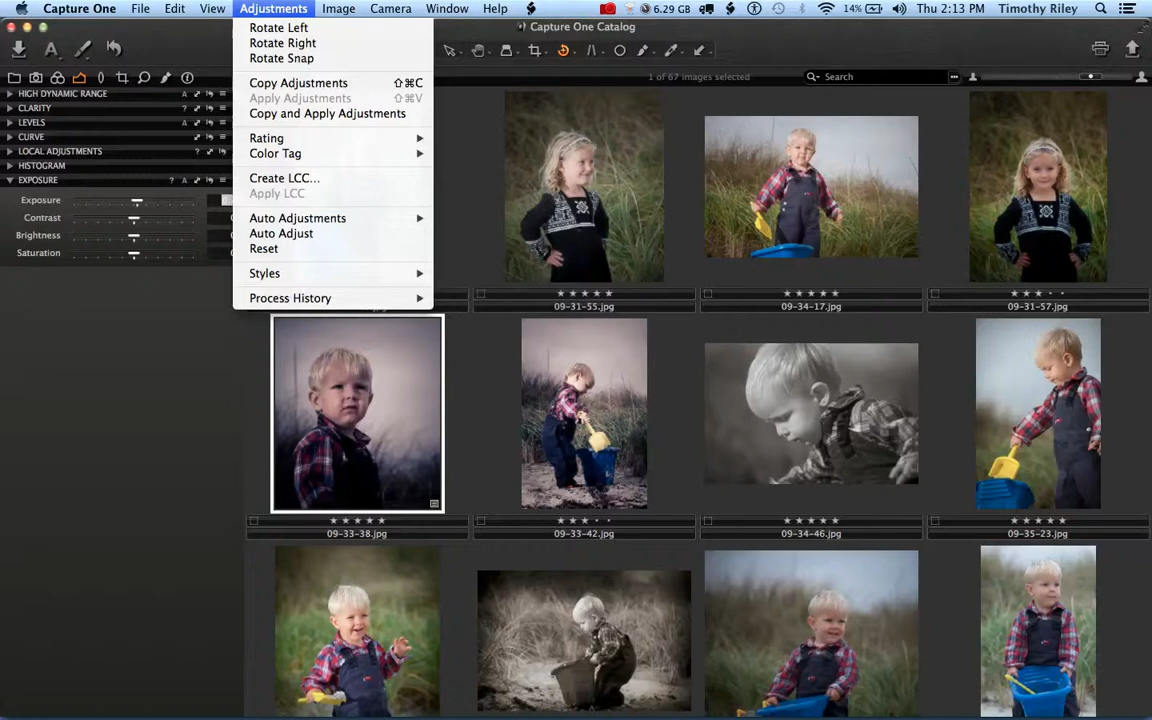 Capture One File Edit View Adjustments Image Camera Window Help 6.29 GB 14% Thu 2:13 PM Timothy Riley
Capture One Catalog
1 of 67 images selected Search
Rotate Left
Rotate Right
Rotate Snap
Copy Adjustments ⇧⌘C
Apply Adjustments ⇧⌘V
Copy and Apply Adjustments
Rating
Color Tag
Create LCC...
Apply LCC
Auto Adjustments
Auto Adjust
Reset
Styles
Process History
HIGH DYNAMIC RANGE
CLARITY
LEVELS
CURVE
LOCAL ADJUSTMENTS
HISTOGRAM
EXPOSURE
Exposure
Contrast
Brightness
Saturation
09-31-55.jpg 09-34-17.jpg 09-31-57.jpg
09-33-38.jpg 09-33-42.jpg 09-34-46.jpg 09-35-23.jpg